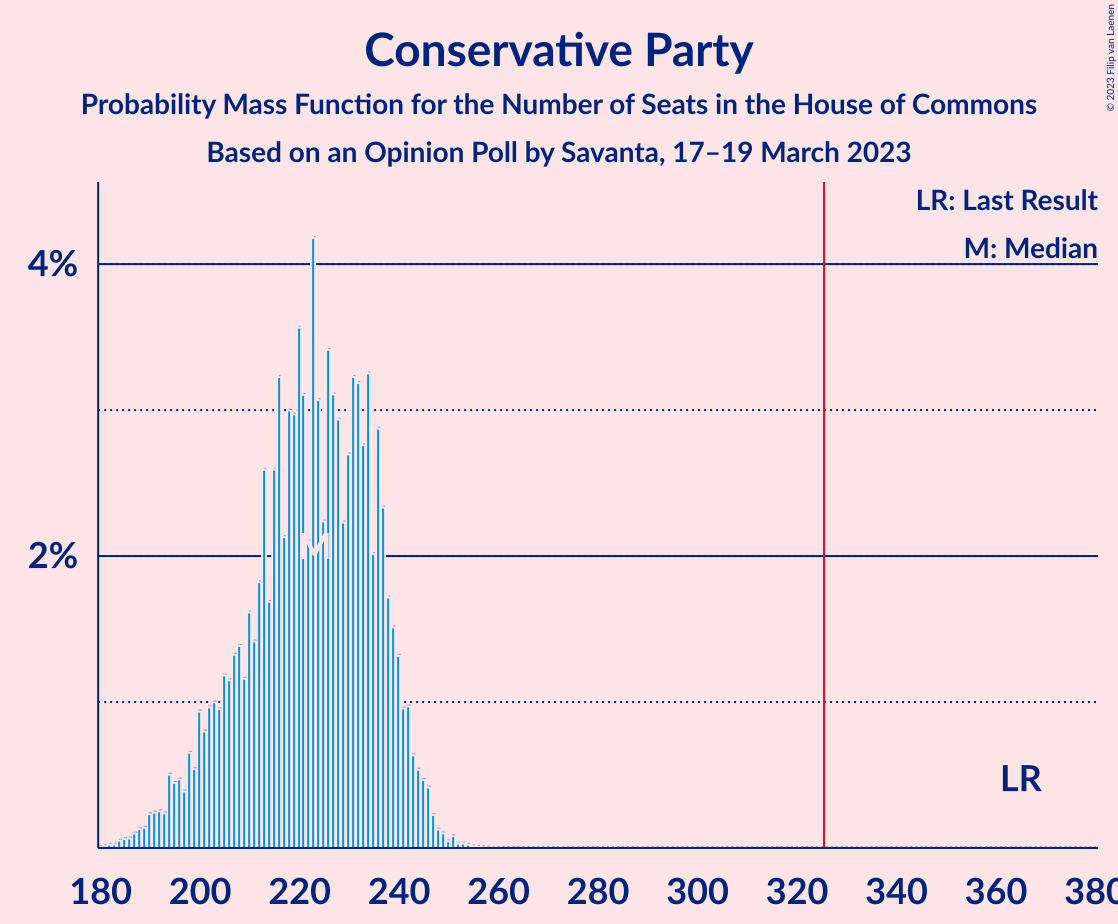 Conservative Party
Probability Mass Function for the Number of Seats in the House of Commons
Based on an Opinion Poll by Savanta, 17–19 March 2023
© 2023 Filip van Laenen
LR: Last Result
M: Median
4%
2%
M
LR
180 200 220 240 260 280 300 320 340 360 380